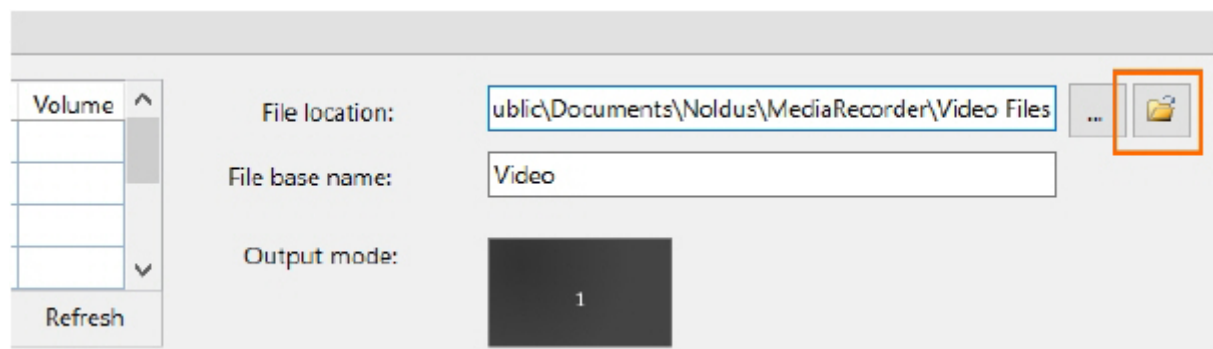 Volume
File location:
ublic\Documents\Noldus\MediaRecorder\Video Files
...
File base name:
Video
Output mode:
1
Refresh